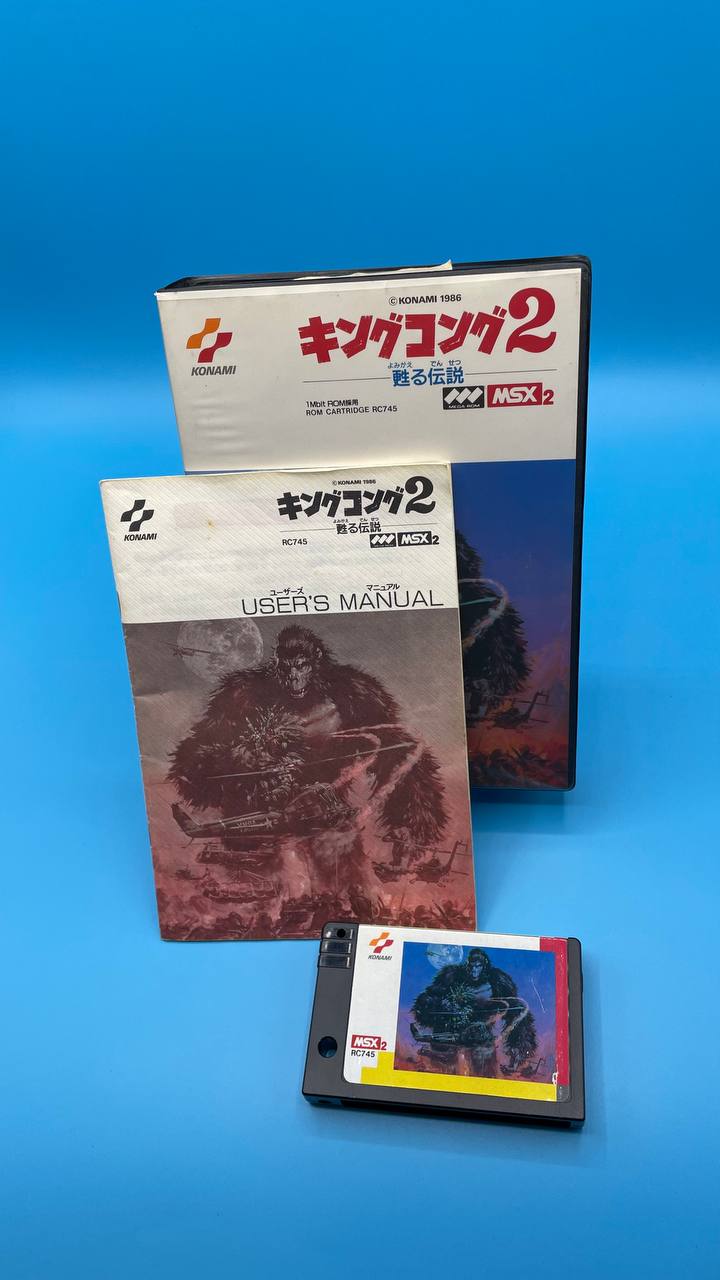 © KONAMI 1986
キングコング2
よみがえ でん せつ
甦る伝説
KONAMI
1Mbit ROM採用
ROM CARTRIDGE RC745
MEGA ROM
MSX2
© KONAMI 1986
キングコング2
よみがえ でん せつ
甦る伝説
KONAMI
RC745
MSX2
ユーザーズ マニュアル
USER'S MANUAL
KONAMI
MSX2
RC745